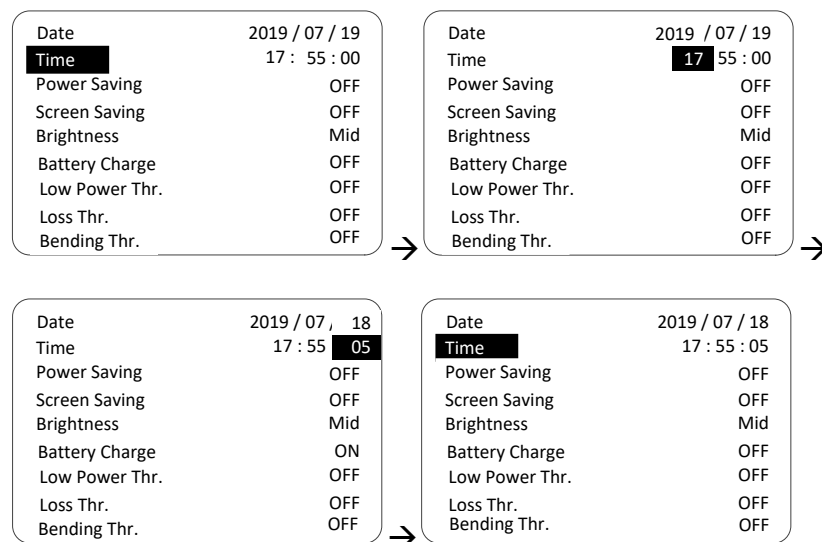 Date 2019 / 07 / 19
Time 17 : 55 : 00
Power Saving OFF
Screen Saving OFF
Brightness Mid
Battery Charge OFF
Low Power Thr. OFF
Loss Thr. OFF
Bending Thr. OFF
→
Date 2019 / 07 / 19
Time 17 55 : 00
Power Saving OFF
Screen Saving OFF
Brightness Mid
Battery Charge OFF
Low Power Thr. OFF
Loss Thr. OFF
Bending Thr. OFF
→
Date 2019 / 07 / 18
Time 17 : 55 05
Power Saving OFF
Screen Saving OFF
Brightness Mid
Battery Charge ON
Low Power Thr. OFF
Loss Thr. OFF
Bending Thr. OFF
→
Date 2019 / 07 / 18
Time 17 : 55 : 05
Power Saving OFF
Screen Saving OFF
Brightness Mid
Battery Charge OFF
Low Power Thr. OFF
Loss Thr. OFF
Bending Thr. OFF